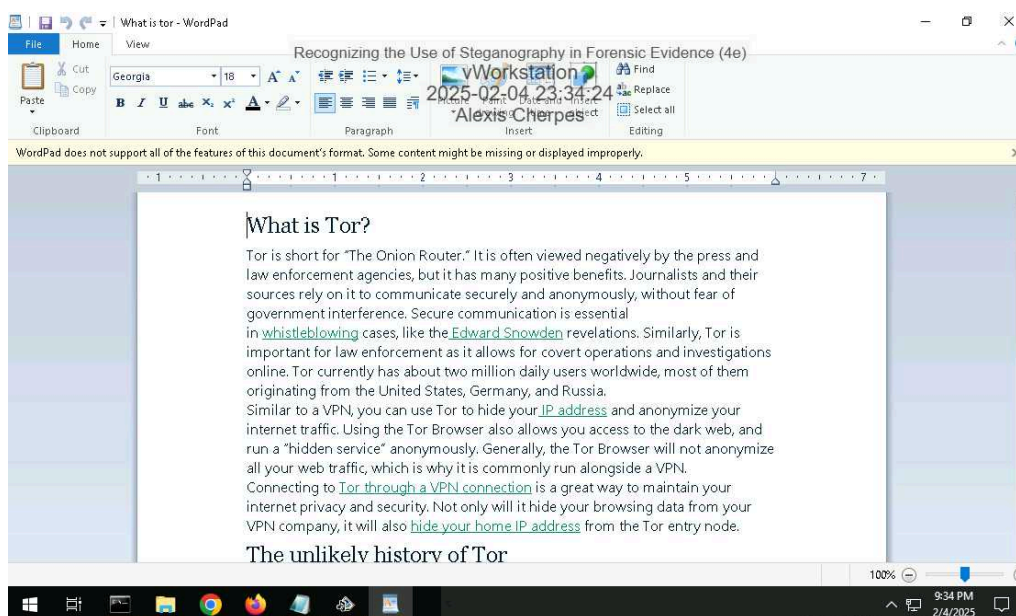 What is tor - WordPad
File Home View
Recognizing the Use of Steganography in Forensic Evidence (4e)
vWorkstation
2025-02-04 23:34:24
Alexis Cherpes
Paste
Cut
Copy
Clipboard
Georgia 18
B I U abc X₂ X² A
Font
Paragraph
Picture
Insert
Find
Replace
Select all
Editing
WordPad does not support all of the features of this document's format. Some content might be missing or displayed improperly.
1 1 2 3 4 5 7
What is Tor?
Tor is short for "The Onion Router." It is often viewed negatively by the press and
law enforcement agencies, but it has many positive benefits. Journalists and their
sources rely on it to communicate securely and anonymously, without fear of
government interference. Secure communication is essential
in whistleblowing cases, like the Edward Snowden revelations. Similarly, Tor is
important for law enforcement as it allows for covert operations and investigations
online. Tor currently has about two million daily users worldwide, most of them
originating from the United States, Germany, and Russia.
Similar to a VPN, you can use Tor to hide your IP address and anonymize your
internet traffic. Using the Tor Browser also allows you access to the dark web, and
run a "hidden service" anonymously. Generally, the Tor Browser will not anonymize
all your web traffic, which is why it is commonly run alongside a VPN.
Connecting to Tor through a VPN connection is a great way to maintain your
internet privacy and security. Not only will it hide your browsing data from your
VPN company, it will also hide your home IP address from the Tor entry node.
The unlikely history of Tor
100%
9:34 PM
2/4/2025